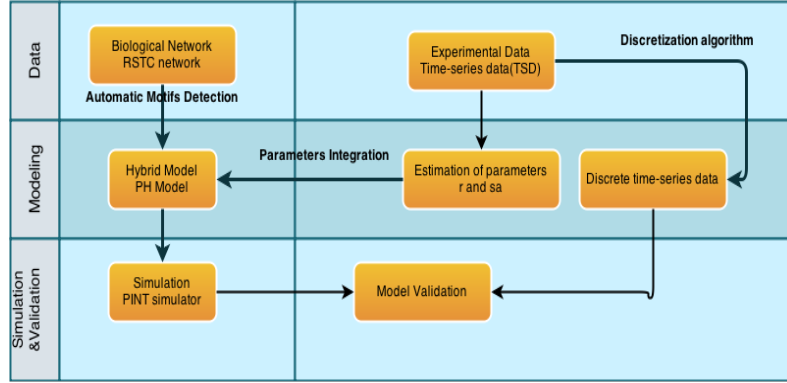 Data
Biological Network
RSTC network
Experimental Data
Time-series data(TSD)
Discretization algorithm
Automatic Motifs Detection
Modeling
Hybrid Model
PH Model
Parameters Integration
Estimation of parameters
r and sa
Discrete time-series data
Simulation
&Validation
Simulation
PINT simulator
Model Validation